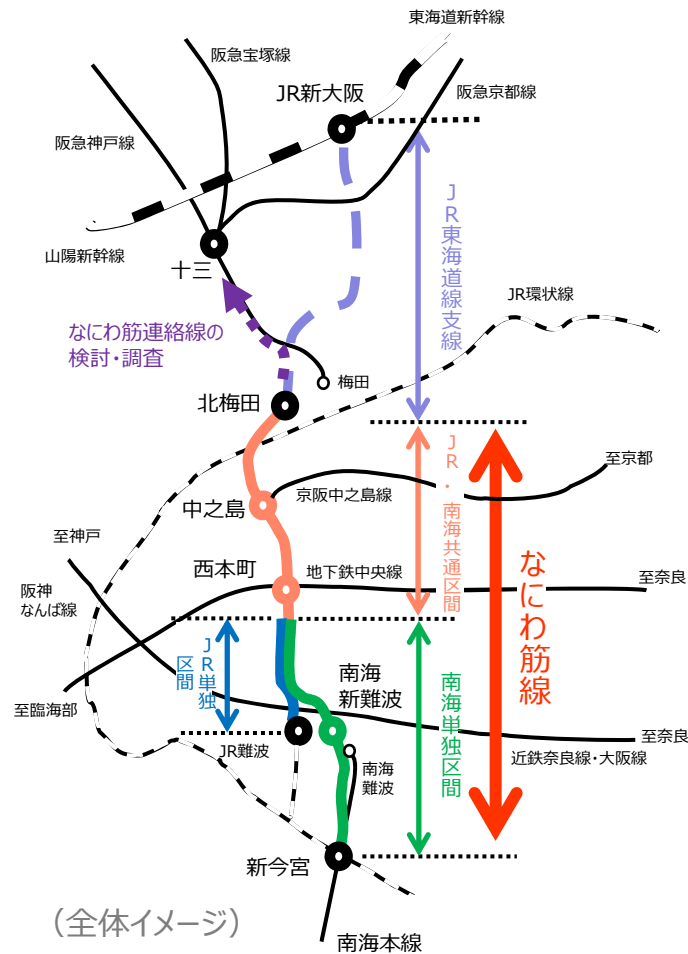 東海道新幹線
阪急宝塚線
JR新大阪
阪急京都線
阪急神戸線
山陽新幹線
十三
JR東海道線支線
JR環状線
なにわ筋連絡線の
検討・調査
梅田
北梅田
JR・南海共通区間
至京都
中之島
京阪中之島線
至神戸
西本町
地下鉄中央線
至奈良
阪神
なんば線
なにわ筋線
JR単独
区間
南海
新難波
南海単独区間
至臨海部
JR難波
至奈良
近鉄奈良線・大阪線
南海
難波
新今宮
（全体イメージ）
南海本線